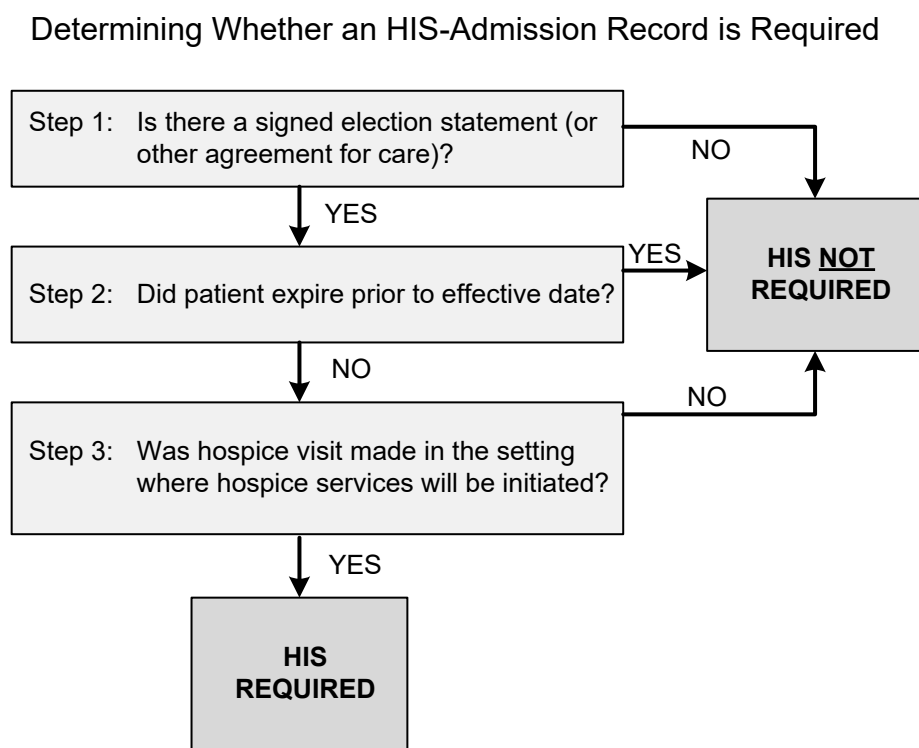 Determining Whether an HIS-Admission Record is Required
Step 1: Is there a signed election statement (or
other agreement for care)?
NO
YES
HIS NOT
REQUIRED
YES
Step 2: Did patient expire prior to effective date?
NO
NO
Step 3: Was hospice visit made in the setting
where hospice services will be initiated?
YES
HIS
REQUIRED